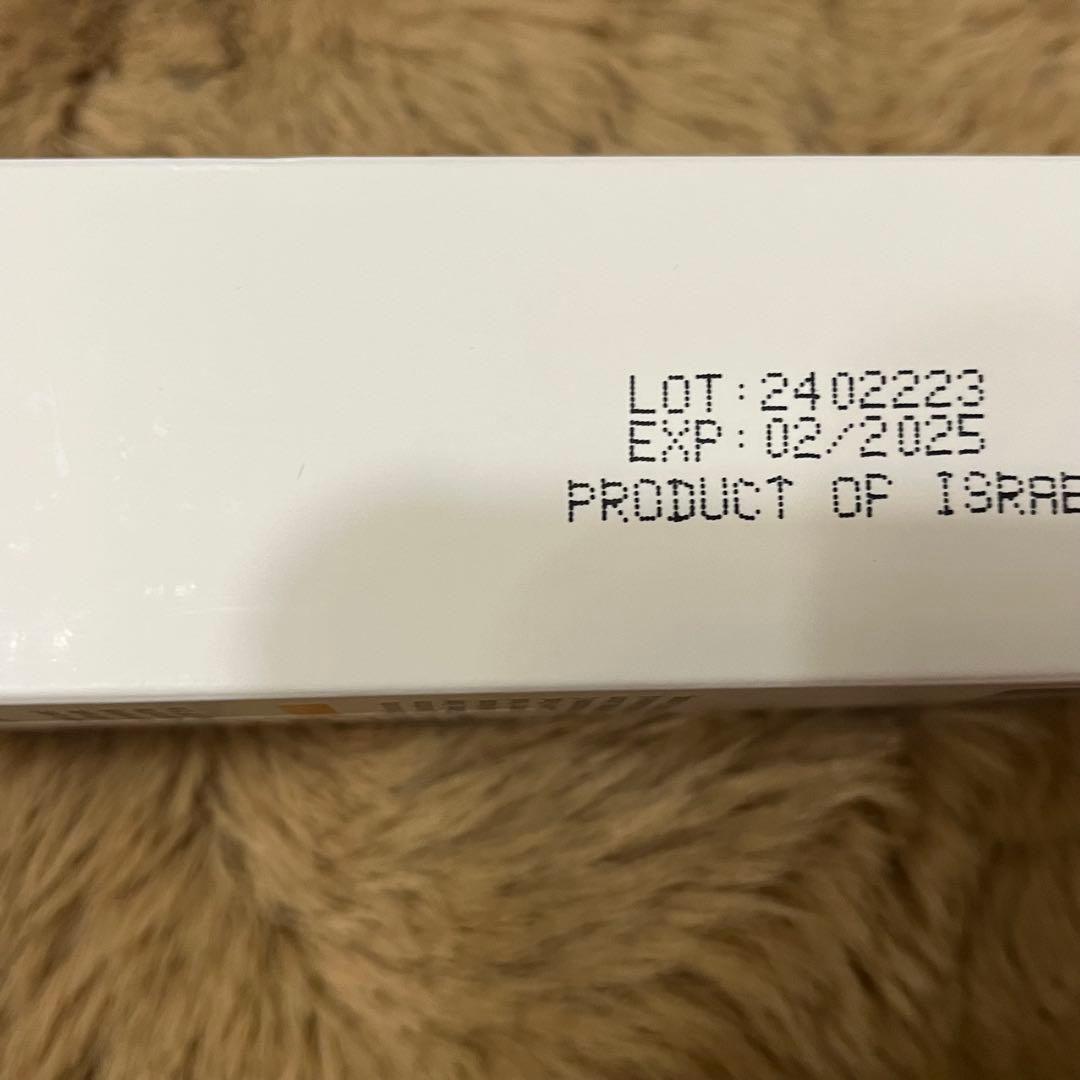 LOT:2402223
EXP:02/2025
PRODUCT OF ISRAE